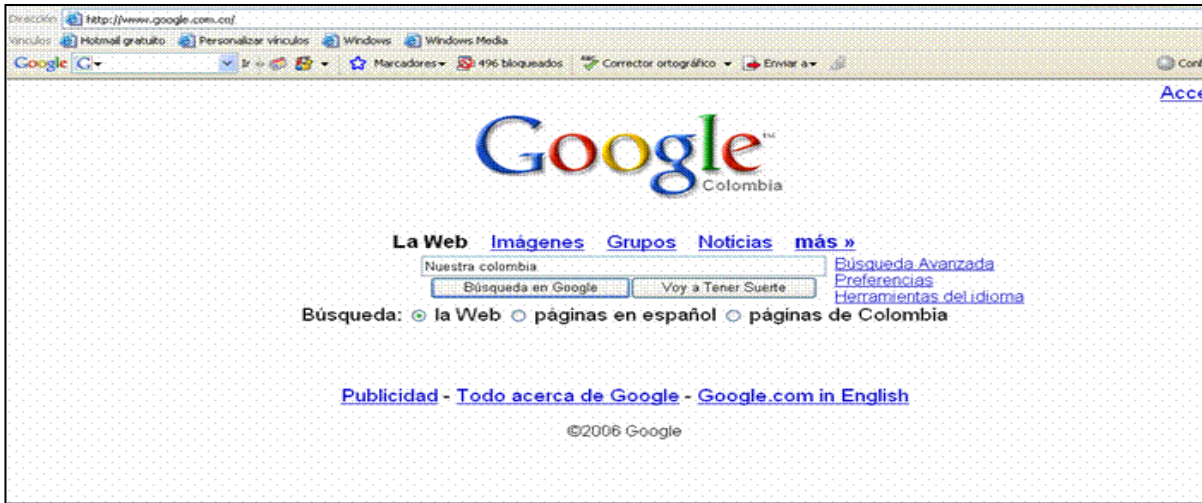 Dirección http://www.google.com.co/
Vínculos Hotmail gratuito Personalizar vínculos Windows Windows Media
Google G Ir Marcadores 496 bloqueados Corrector ortográfico Enviar a
Acce
Google™
Colombia
La Web Imágenes Grupos Noticias más »
Nuestra colombia Búsqueda Avanzada
Búsqueda en Google Voy a Tener Suerte Preferencias
Herramientas del idioma
Búsqueda: la Web páginas en español páginas de Colombia
Publicidad - Todo acerca de Google - Google.com in English
©2006 Google